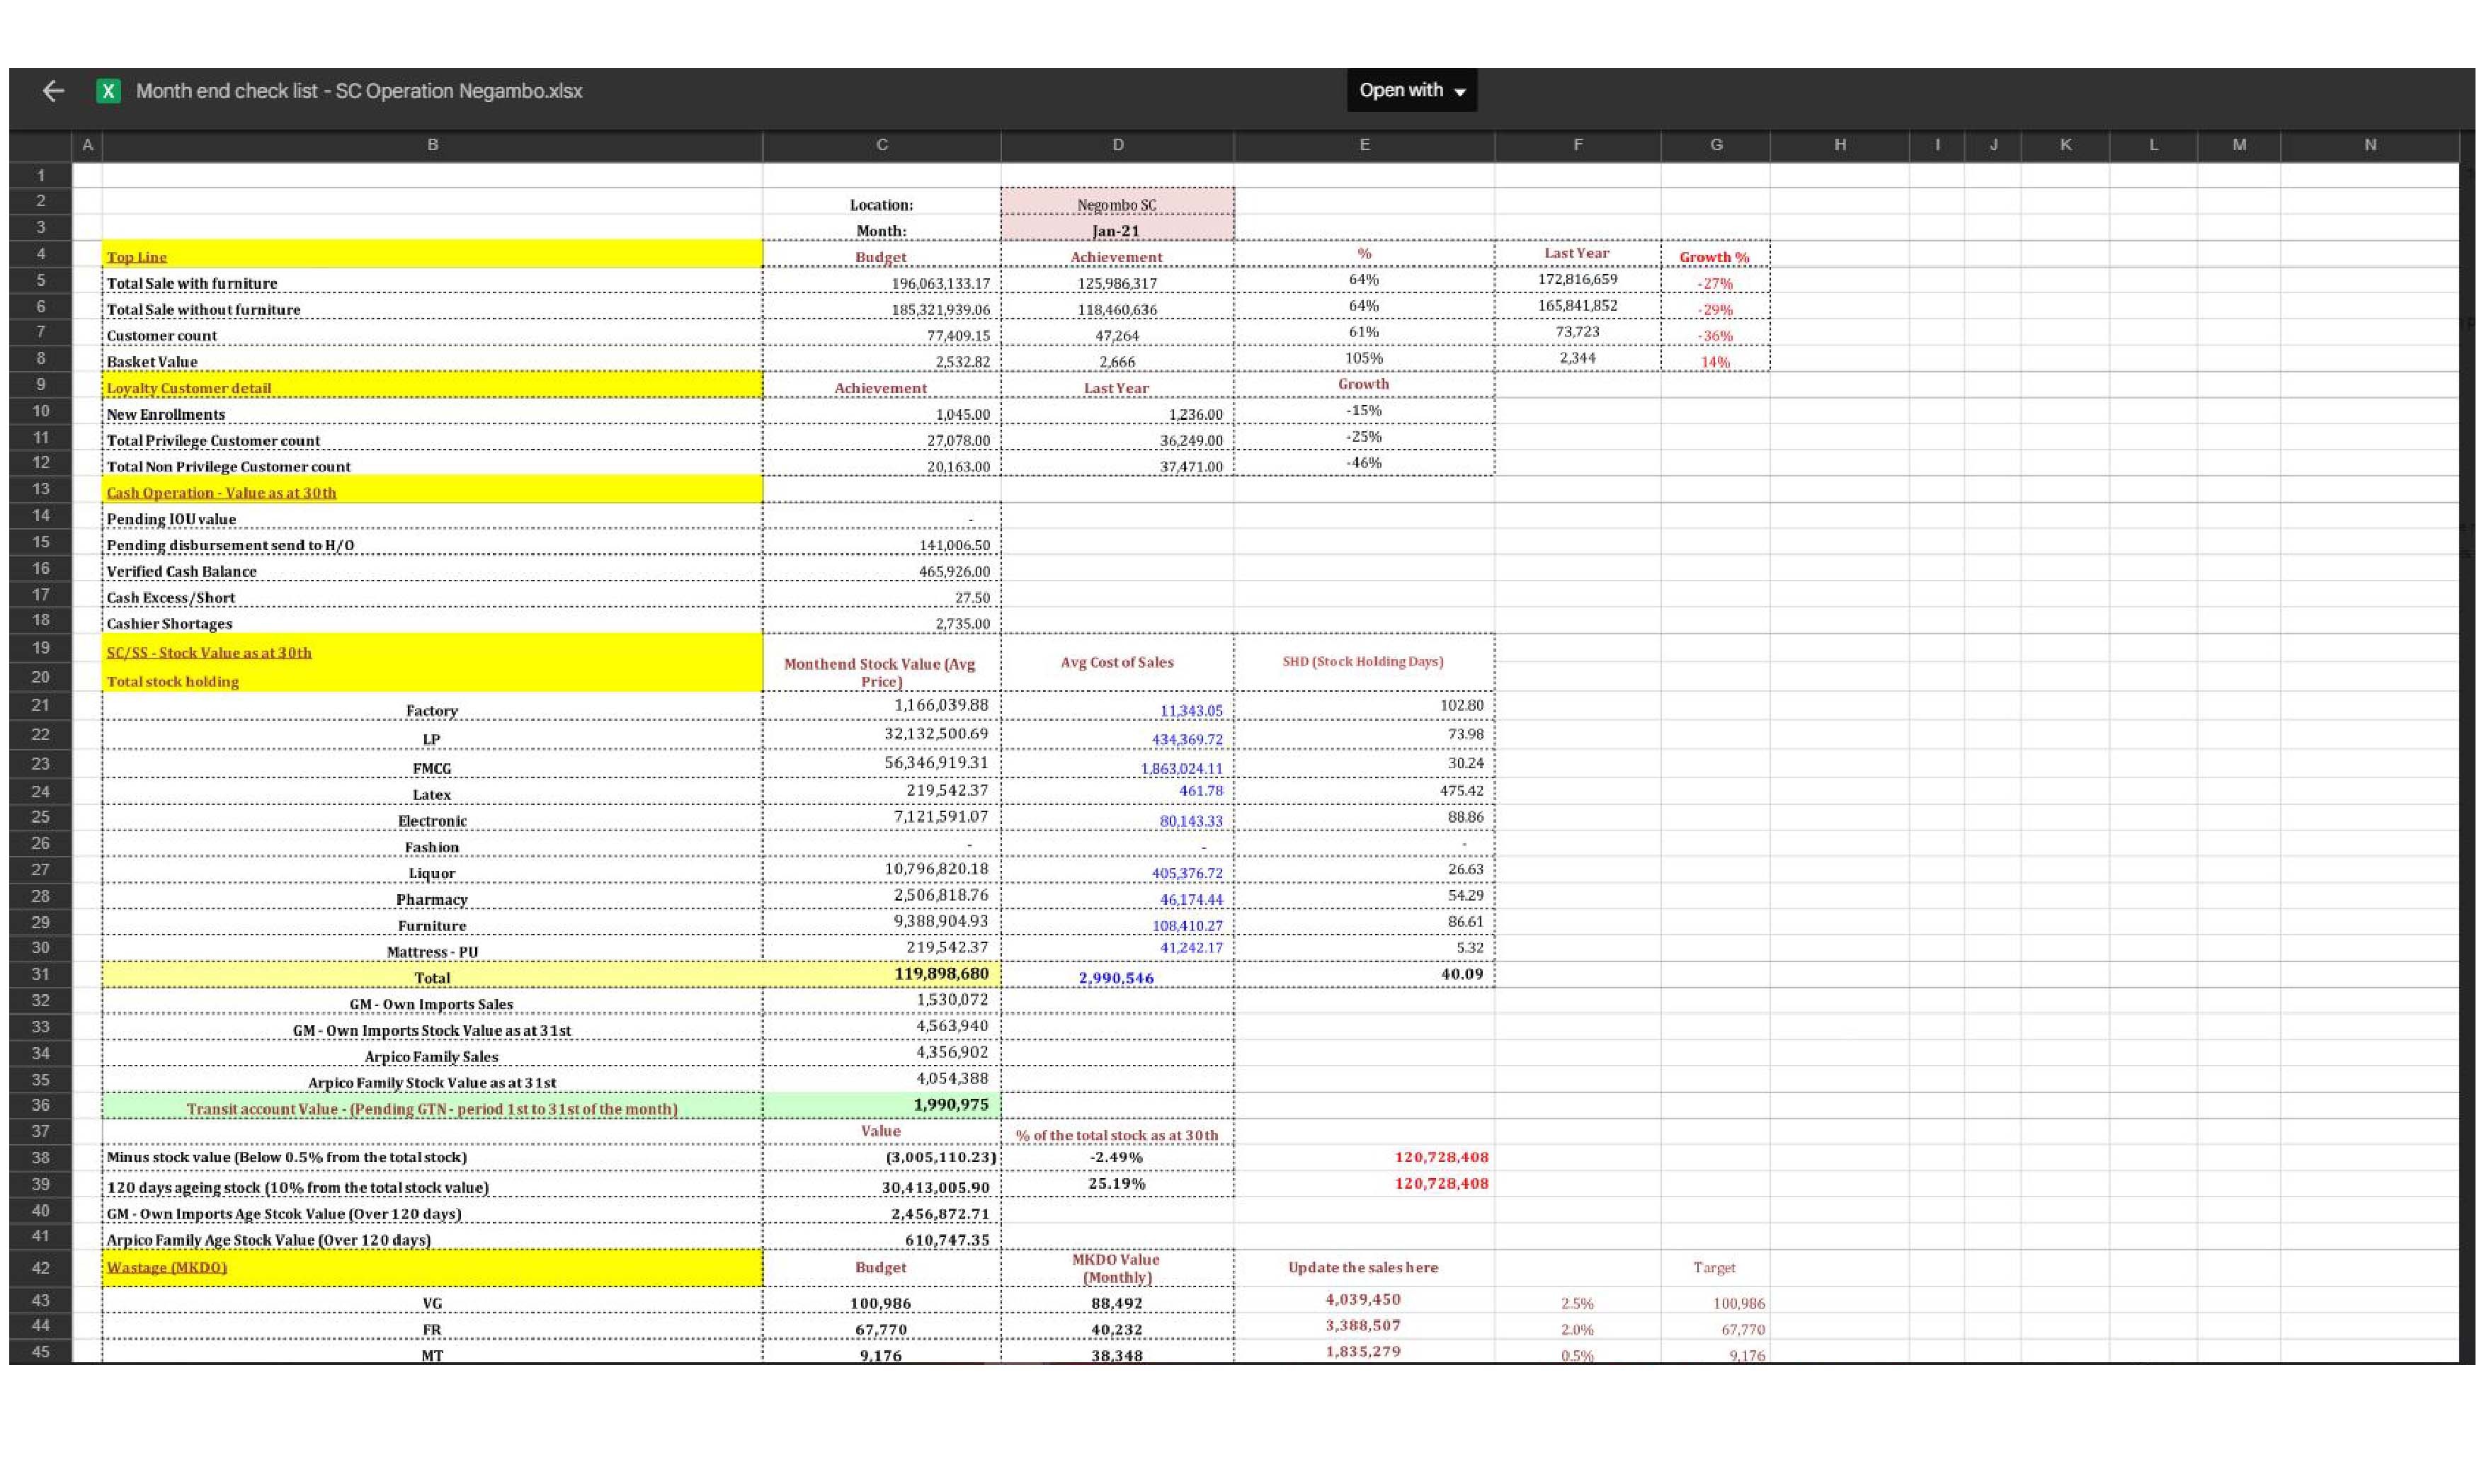 Month end check list - SC Operation Negambo.xlsx Open with
A B C D E F G H I J K L M N
1
2 Location: Negombo SC
3 Month: Jan-21
4 Top Line Budget Achievement % Last Year Growth %
5 Total Sale with furniture 196,063,133.17 125,986,317 64% 172,816,659 -27%
6 Total Sale without furniture 185,321,939.06 118,460,636 64% 165,841,852 -29%
7 Customer count 77,409.15 47,264 61% 73,723 -36%
8 Basket Value 2,532.82 2,666 105% 2,344 14%
9 Loyalty Customer detail Achievement Last Year Growth
10 New Enrollments 1,045.00 1,236.00 -15%
11 Total Privilege Customer count 27,078.00 36,249.00 -25%
12 Total Non Privilege Customer count 20,163.00 37,471.00 -46%
13 Cash Operation - Value as at 30th
14 Pending IOU value -
15 Pending disbursement send to H/O 141,006.50
16 Verified Cash Balance 465,926.00
17 Cash Excess/Short 27.50
18 Cashier Shortages 2,735.00
19 SC/SS - Stock Value as at 30th
Monthend Stock Value (Avg Price) Avg Cost of Sales SHD (Stock Holding Days)
20 Total stock holding
21 Factory 1,166,039.88 11,343.05 102.80
22 LP 32,132,500.69 434,369.72 73.98
23 FMCG 56,346,919.31 1,863,024.11 30.24
24 Latex 219,542.37 461.78 475.42
25 Electronic 7,121,591.07 80,143.33 88.86
26 Fashion - - -
27 Liquor 10,796,820.18 405,376.72 26.63
28 Pharmacy 2,506,818.76 46,174.44 54.29
29 Furniture 9,388,904.93 108,410.27 86.61
30 Mattress - PU 219,542.37 41,242.17 5.32
31 Total 119,898,680 2,990,546 40.09
32 GM - Own Imports Sales 1,530,072
33 GM - Own Imports Stock Value as at 31st 4,563,940
34 Arpico Family Sales 4,356,902
35 Arpico Family Stock Value as at 31st 4,054,388
36 Transit account Value - (Pending GTN - period 1st to 31st of the month) 1,990,975
37 Value % of the total stock as at 30th
38 Minus stock value (Below 0.5% from the total stock) (3,005,110.23) -2.49% 120,728,408
39 120 days ageing stock (10% from the total stock value) 30,413,005.90 25.19% 120,728,408
40 GM - Own Imports Age Stcok Value (Over 120 days) 2,456,872.71
41 Arpico Family Age Stock Value (Over 120 days) 610,747.35
42 Wastage (MKDO) Budget MKDO Value (Monthly) Update the sales here Target
43 VG 100,986 88,492 4,039,450 2.5% 100,986
44 FR 67,770 40,232 3,388,507 2.0% 67,770
45 MT 9,176 38,348 1,835,279 0.5% 9,176